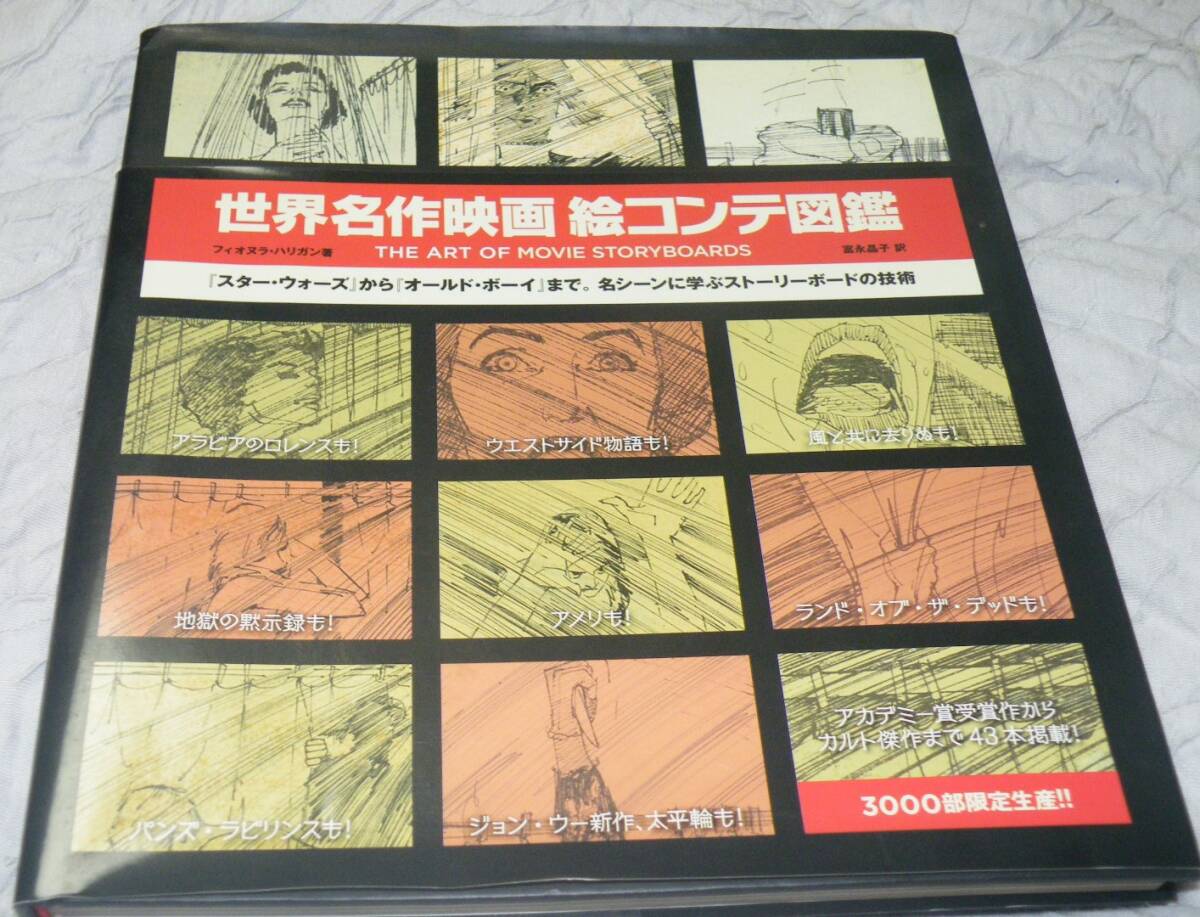 世界名作映画 絵コンテ図鑑
フィオヌラ・ハリガン著
THE ART OF MOVIE STORYBOARDS
富永晶子 訳
『スター・ウォーズ』から『オールド・ボーイ』まで。名シーンに学ぶストーリーボードの技術
アラビアのロレンスも!
ウエストサイド物語も!
風と共に去りぬも!
地獄の黙示録も!
アメリも!
ランド・オブ・ザ・デッドも!
パンズ・ラビリンスも!
ジョン・ウー新作、太平輪も!
アカデミー賞受賞作から
カルト傑作まで43本掲載!
3000部限定生産!!